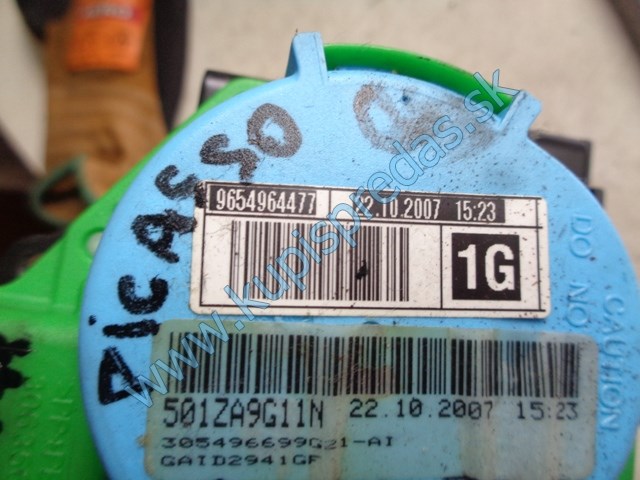 PICASSO
9654964477 22.10.2007 15:23
1G
501ZA9G11N 22.10.2007 15:23
305496699G21-AI
GAID2941GF
CAUTION
DO NO
www.kupispredas.sk